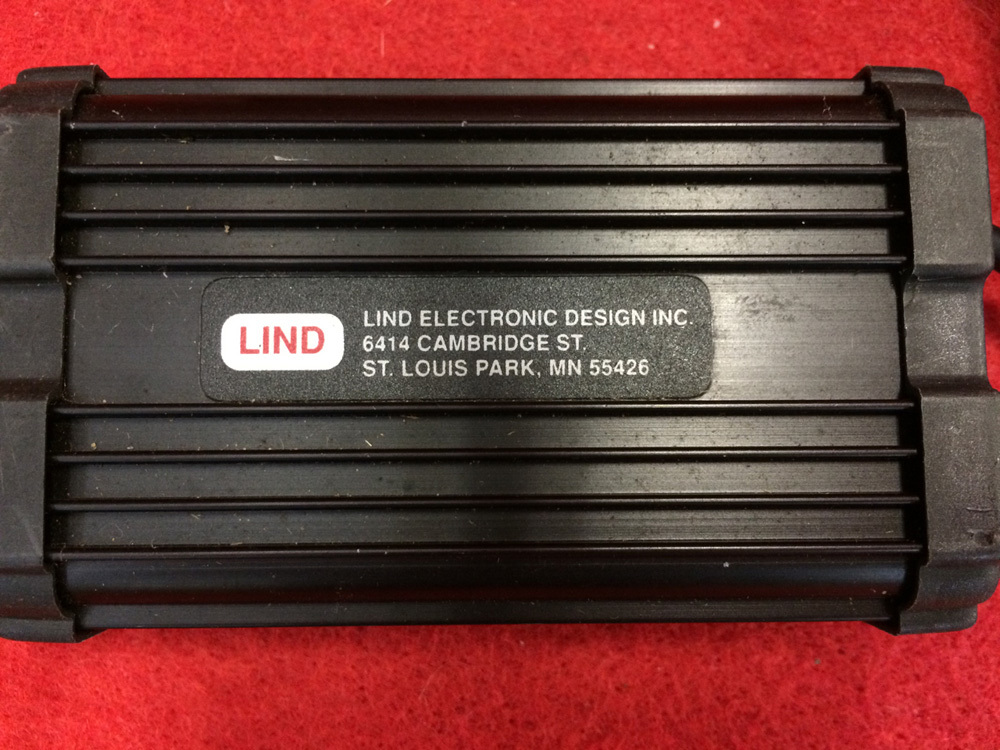 LIND
LIND ELECTRONIC DESIGN INC.
6414 CAMBRIDGE ST.
ST. LOUIS PARK, MN 55426